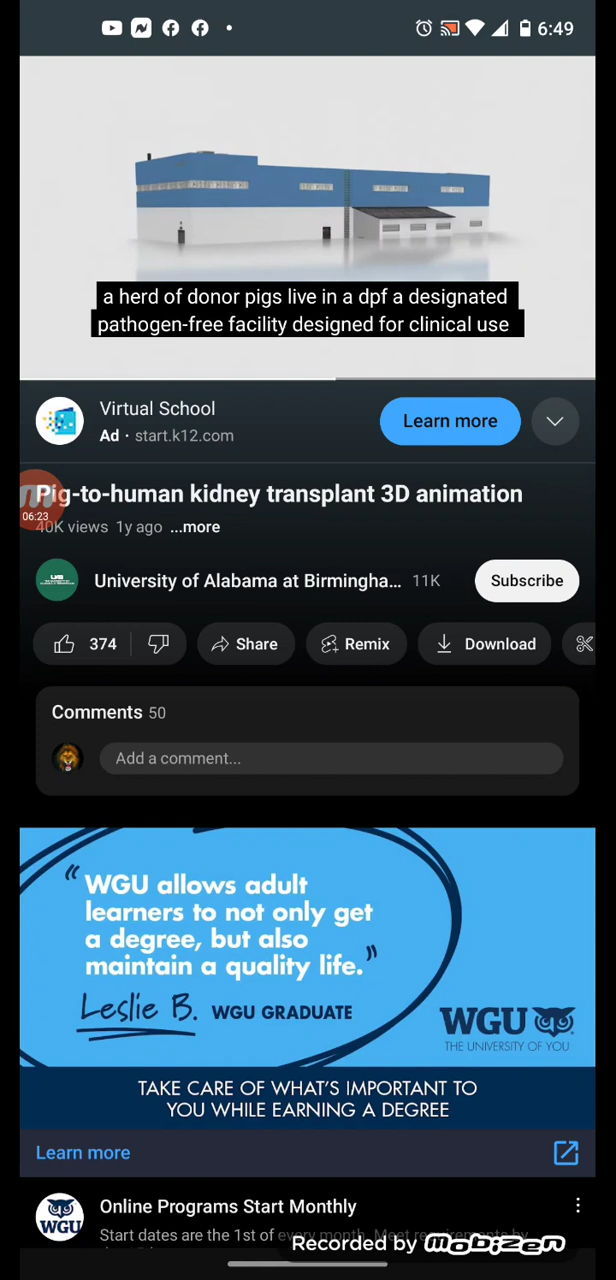 6:49
a herd of donor pigs live in a dpf a designated
pathogen-free facility designed for clinical use
Virtual School
Ad · start.k12.com
Learn more
Pig-to-human kidney transplant 3D animation
06:23
40K views 1y ago ...more
University of Alabama at Birmingha... 11K
Subscribe
374
Share
Remix
Download
Comments 50
Add a comment...
“WGU allows adult
learners to not only get
a degree, but also
maintain a quality life.”
Leslie B. WGU GRADUATE
WGU
THE UNIVERSITY OF YOU
TAKE CARE OF WHAT'S IMPORTANT TO
YOU WHILE EARNING A DEGREE
Learn more
WGU
Online Programs Start Monthly
Start dates are the 1st of every month. Meet requirements by
Recorded by mobizen